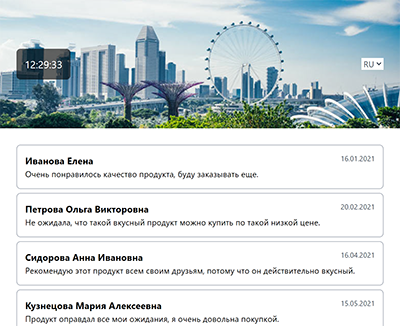 12:29:33
RU
Иванова Елена 16.01.2021
Очень понравилось качество продукта, буду заказывать еще.
Петрова Ольга Викторовна 20.02.2021
Не ожидала, что такой вкусный продукт можно купить по такой низкой цене.
Сидорова Анна Ивановна 16.04.2021
Рекомендую этот продукт всем своим друзьям, потому что он действительно вкусный.
Кузнецова Мария Алексеевна 15.05.2021
Продукт оправдал все мои ожидания, я очень довольна покупкой.